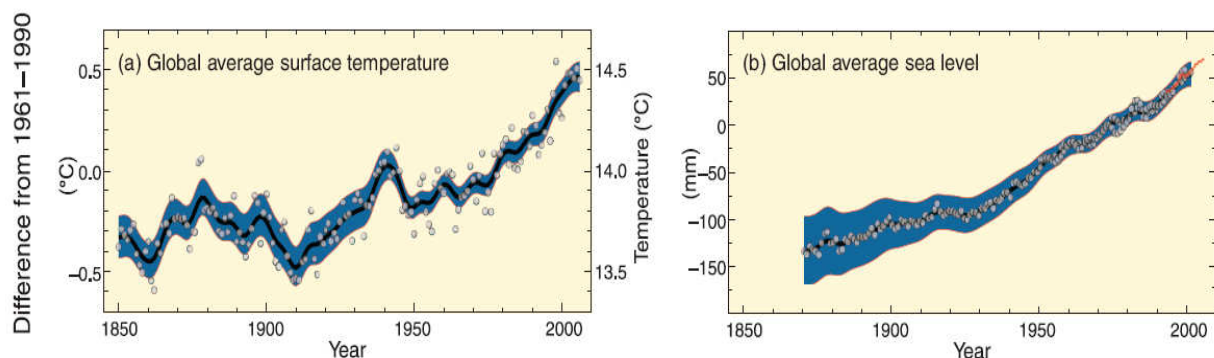 Difference from 1961–1990
(°C)
(a) Global average surface temperature
0.5
0.0
−0.5
14.5
14.0
13.5
Temperature (°C)
1850
1900
1950
2000
Year
(b) Global average sea level
(mm)
50
0
−50
−100
−150
1850
1900
1950
2000
Year